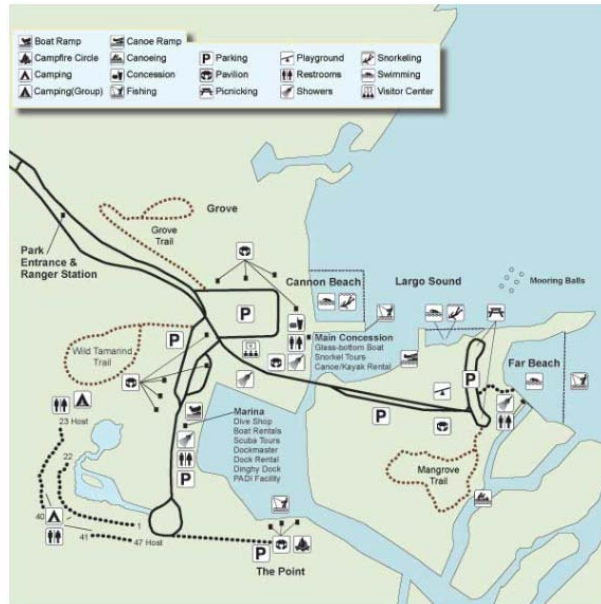 Boat Ramp
Canoe Ramp
Campfire Circle
Canoeing
Parking
Playground
Snorkeling
Camping
Concession
Pavilion
Restrooms
Swimming
Camping(Group)
Fishing
Picnicking
Showers
Visitor Center
Grove
Grove
Trail
Park
Entrance &
Ranger Station
Cannon Beach
Largo Sound
Mooring Balls
P
Main Concession
Glass-bottom Boat
Snorkel Tours
Canoe/Kayak Rental
Wild Tamarind
Trail
P
P
Far Beach
P
23 Host
22
Marina
Dive Shop
Boat Rentals
Scuba Tours
Dockmaster
Dock Rental
Dinghy Dock
PADI Facility
P
Mangrove
Trail
40
1
41
47 Host
P
The Point